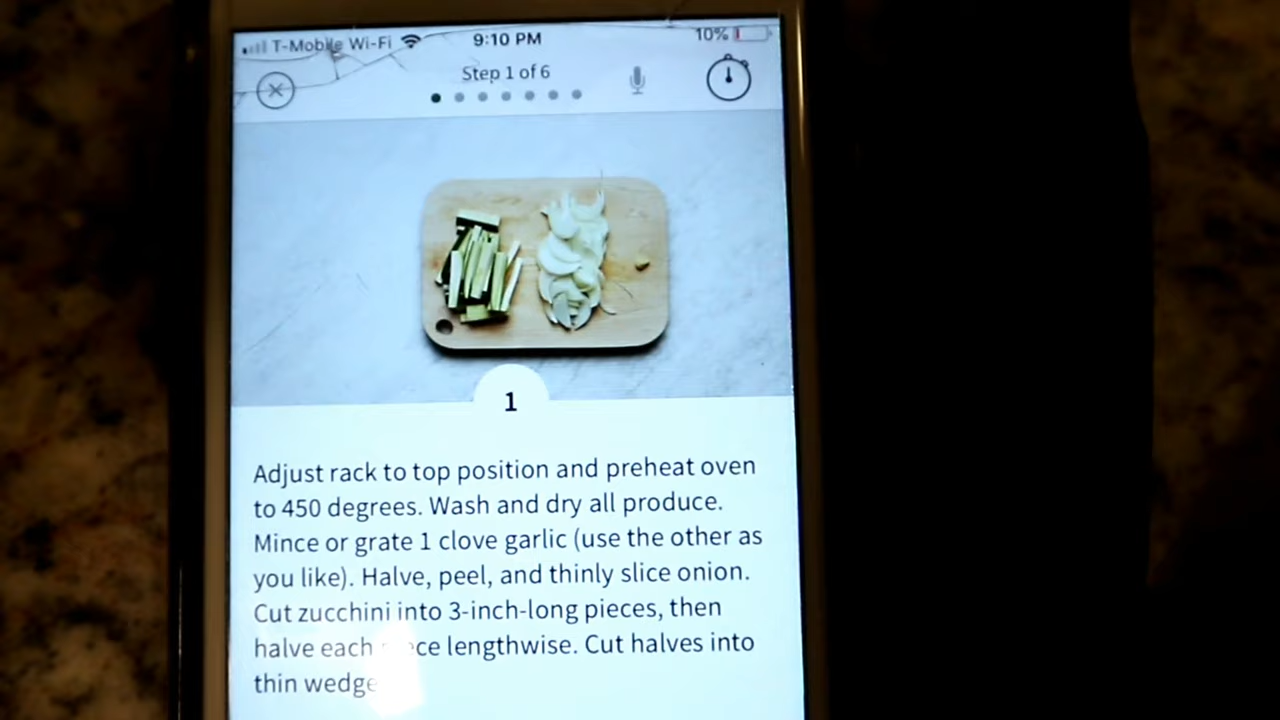 T-Mobile Wi-Fi 9:10 PM 10%
Step 1 of 6
1
Adjust rack to top position and preheat oven
to 450 degrees. Wash and dry all produce.
Mince or grate 1 clove garlic (use the other as
you like). Halve, peel, and thinly slice onion.
Cut zucchini into 3-inch-long pieces, then
halve each lengthwise. Cut halves into
thin